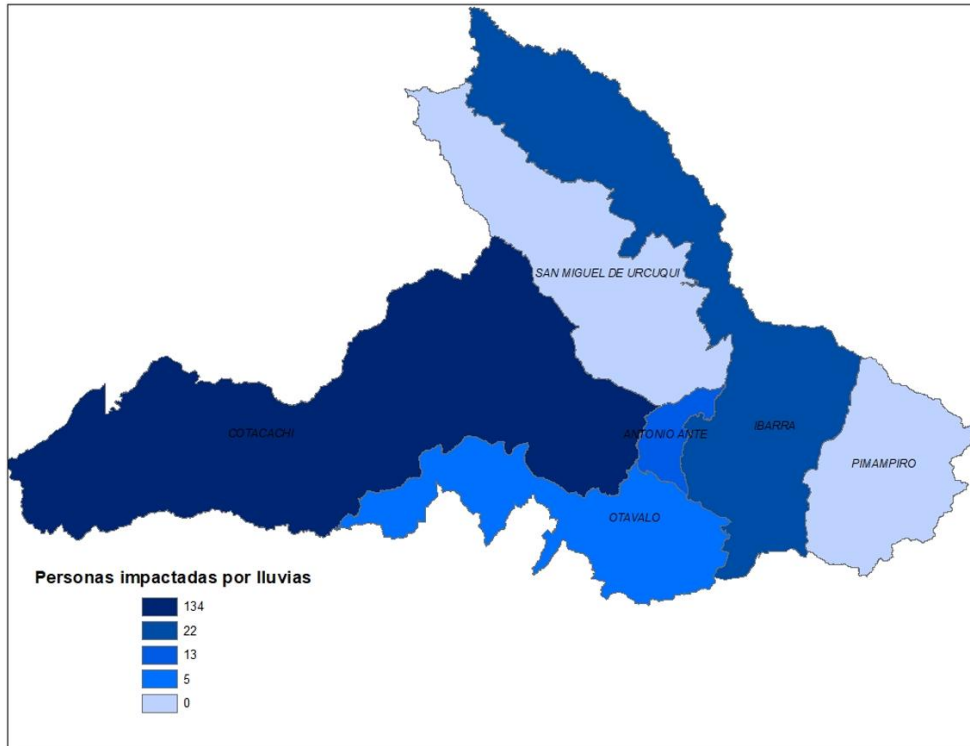 SAN MIGUEL DE URCUQUI
COTACACHI
ANTONIO ANTE
IBARRA
PIMAMPIRO
OTAVALO
Personas impactadas por lluvias
134
22
13
5
0